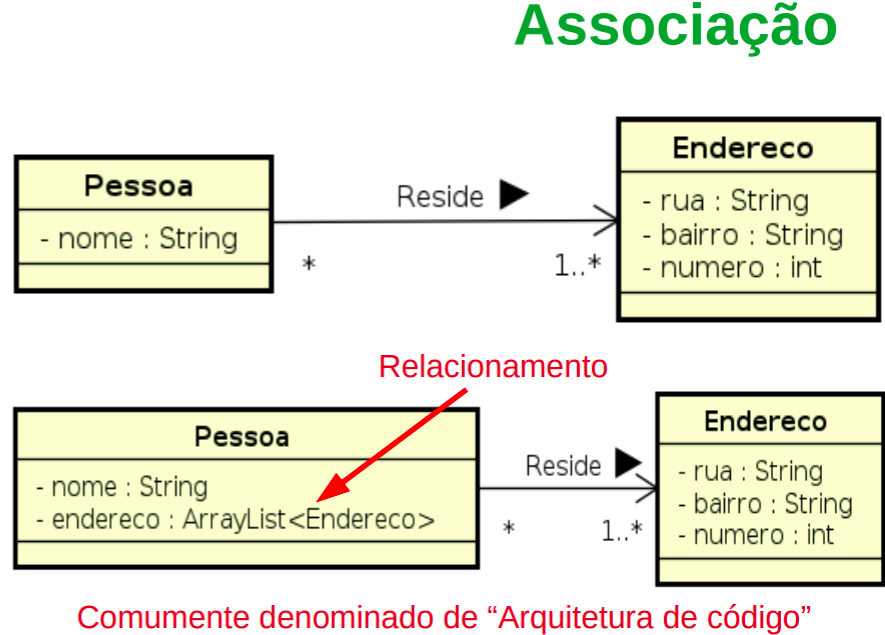 Associação
Pessoa
- nome : String
Reside
*
1..*
Endereco
- rua : String
- bairro : String
- numero : int
Relacionamento
Pessoa
- nome : String
- endereco : ArrayList<Endereco>
Reside
*
1..*
Endereco
- rua : String
- bairro : String
- numero : int
Comumente denominado de “Arquitetura de código”